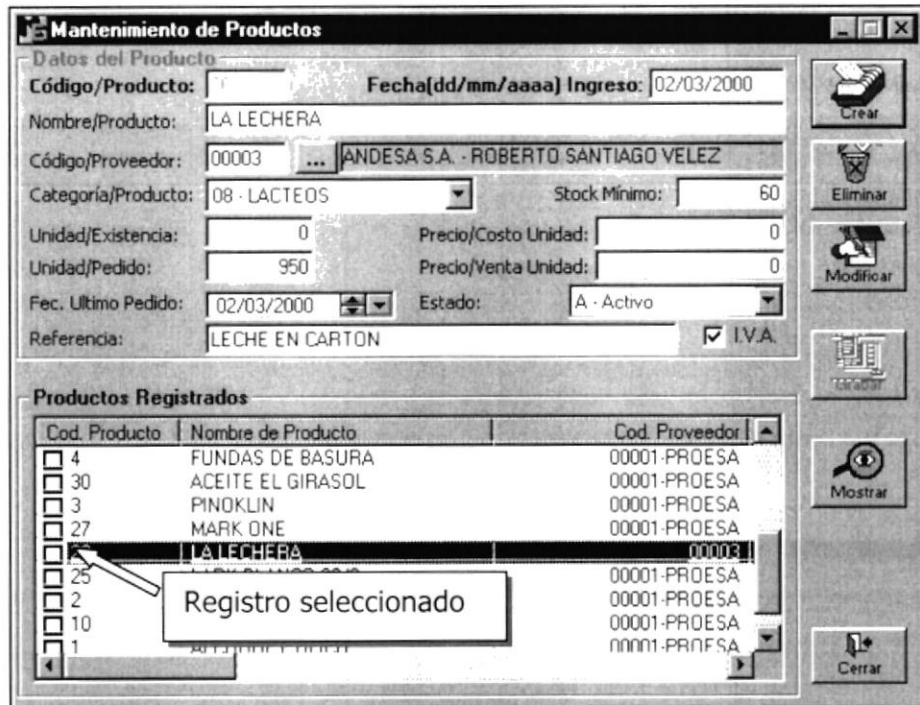 Mantenimiento de Productos
Datos del Producto
Código/Producto: Fecha(dd/mm/aaaa) Ingreso: 02/03/2000
Nombre/Producto: LA LECHERA
Código/Proveedor: 00003 ... ANDESA S.A. - ROBERTO SANTIAGO VELEZ
Categoría/Producto: 08 - LACTEOS Stock Mínimo: 60
Unidad/Existencia: 0 Precio/Costo Unidad: 0
Unidad/Pedido: 950 Precio/Venta Unidad: 0
Fec. Ultimo Pedido: 02/03/2000 Estado: A - Activo
Referencia: LECHE EN CARTON I.V.A.
Crear
Eliminar
Modificar
Grabar
Mostrar
Cerrar
Productos Registrados
Cod. Producto Nombre de Producto Cod. Proveedor
4 FUNDAS DE BASURA 00001-PROESA
30 ACEITE EL GIRASOL 00001-PROESA
3 PINOKLIN 00001-PROESA
27 MARK ONE 00001-PROESA
LA LECHERA 00003
25 00001-PROESA
2 00001-PROESA
10 00001-PROESA
1 00001-PROESA
Registro seleccionado